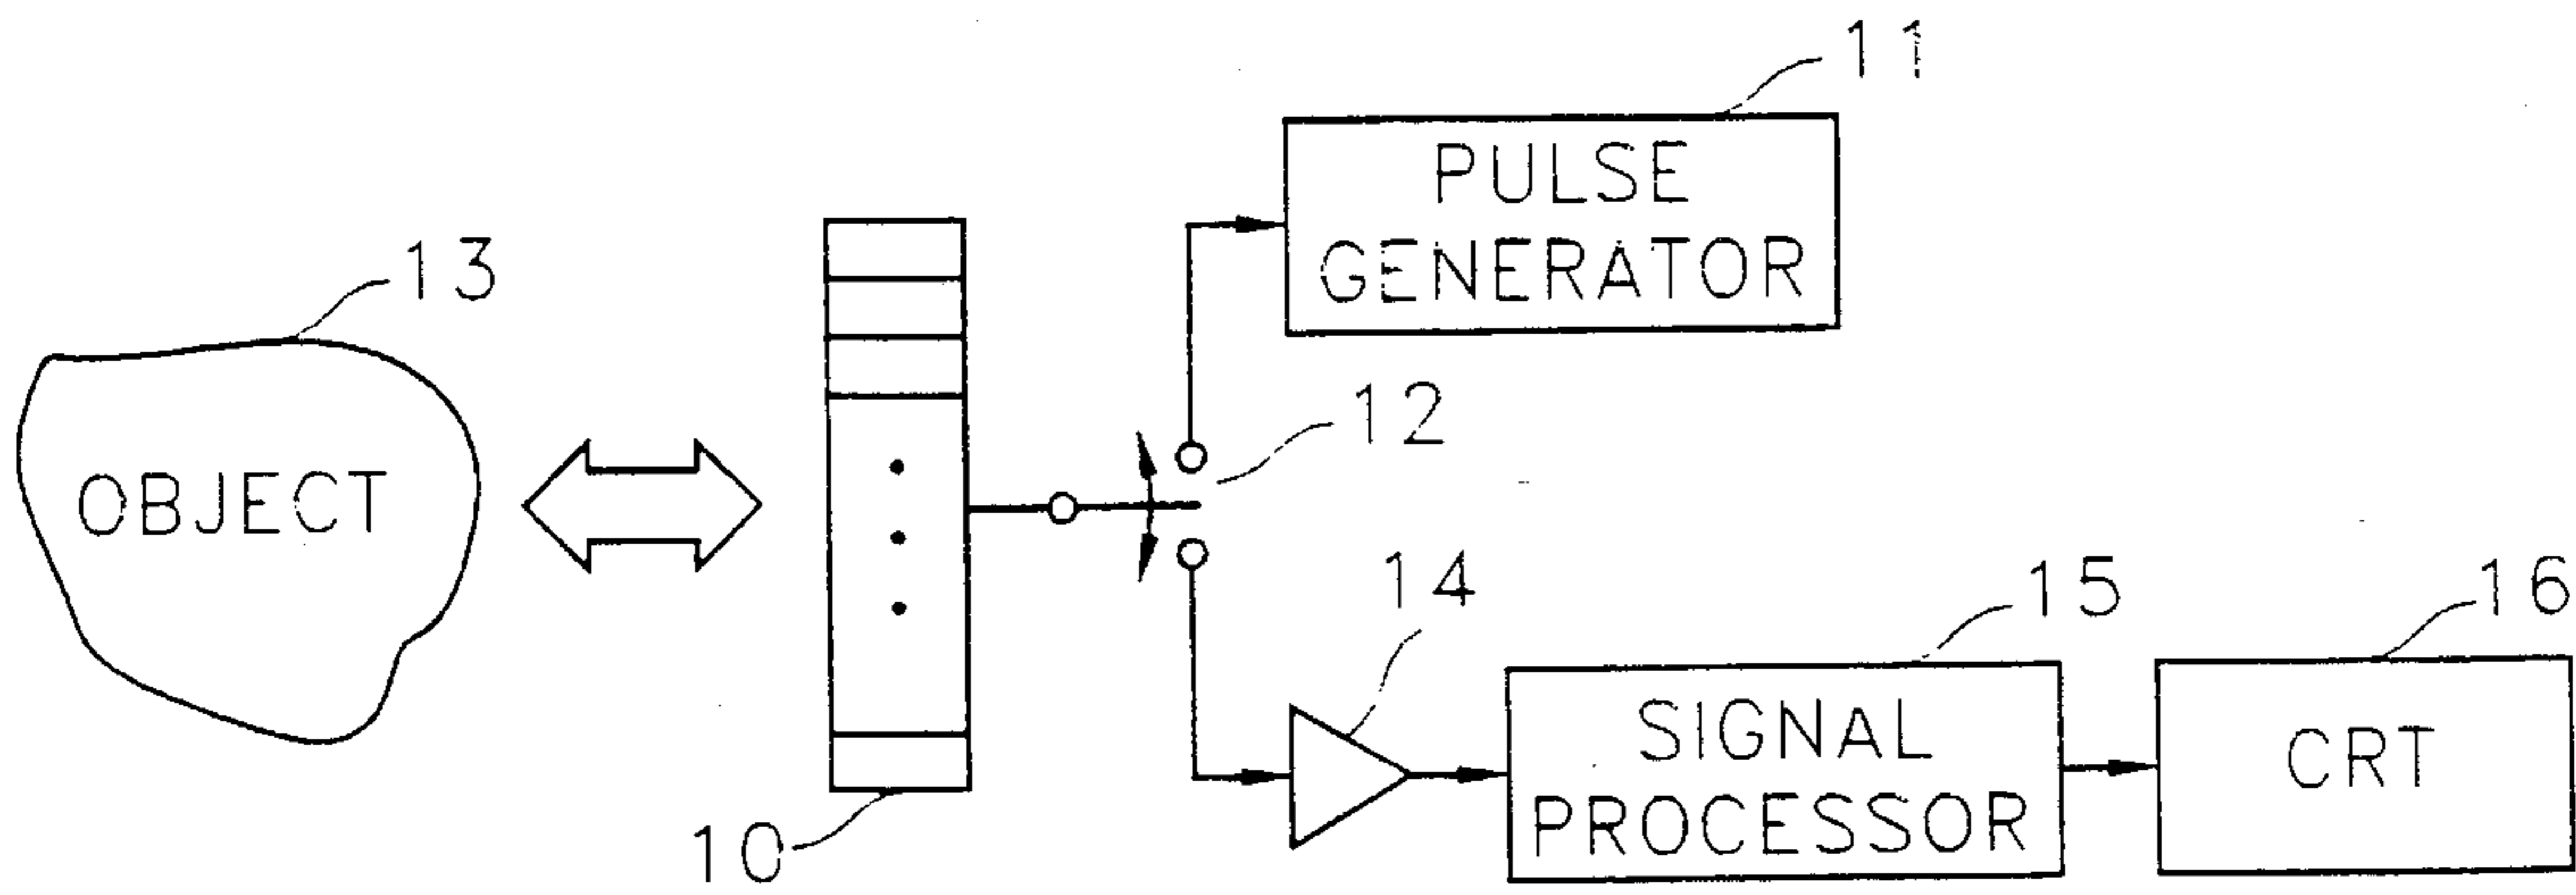 11
PULSE
GENERATOR
13
OBJECT
12
14
15
16
SIGNAL
PROCESSOR
CRT
10